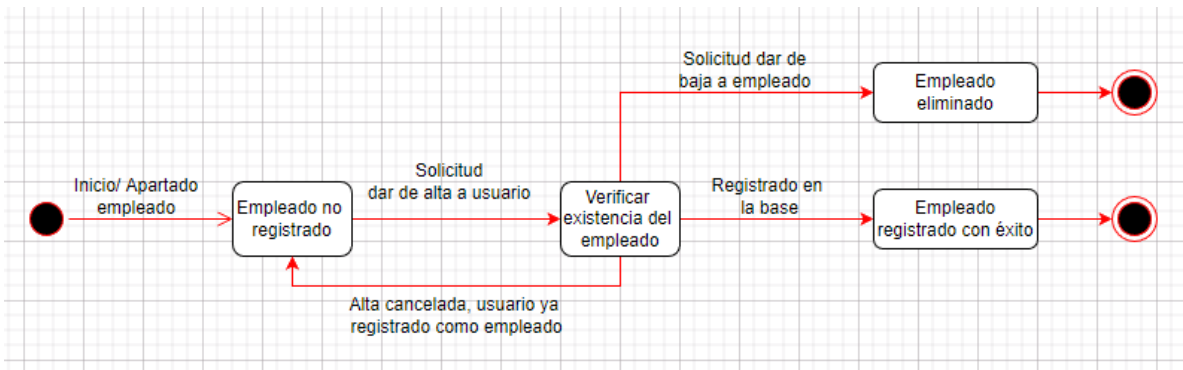 Solicitud dar de
baja a empleado
Empleado
eliminado
Inicio/ Apartado
empleado
Empleado no
registrado
Solicitud
dar de alta a usuario
Verificar
existencia del
empleado
Registrado en
la base
Empleado
registrado con éxito
Alta cancelada, usuario ya
registrado como empleado